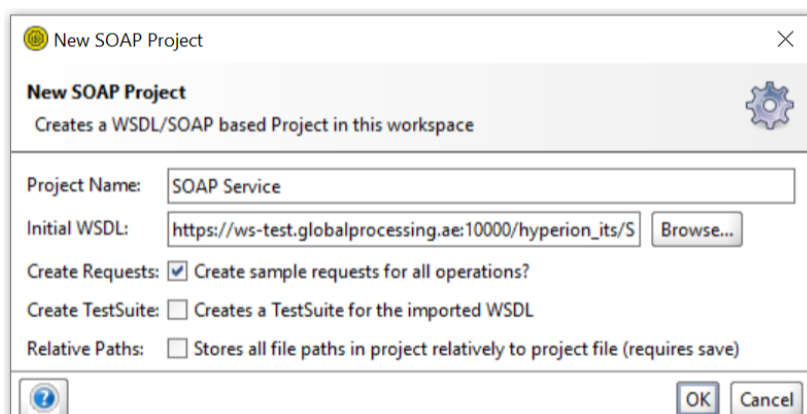 New SOAP Project
New SOAP Project
Creates a WSDL/SOAP based Project in this workspace
Project Name: SOAP Service
Initial WSDL: https://ws-test.globalprocessing.ae:10000/hyperion_its/S Browse...
Create Requests: Create sample requests for all operations?
Create TestSuite: Creates a TestSuite for the imported WSDL
Relative Paths: Stores all file paths in project relatively to project file (requires save)
? OK Cancel